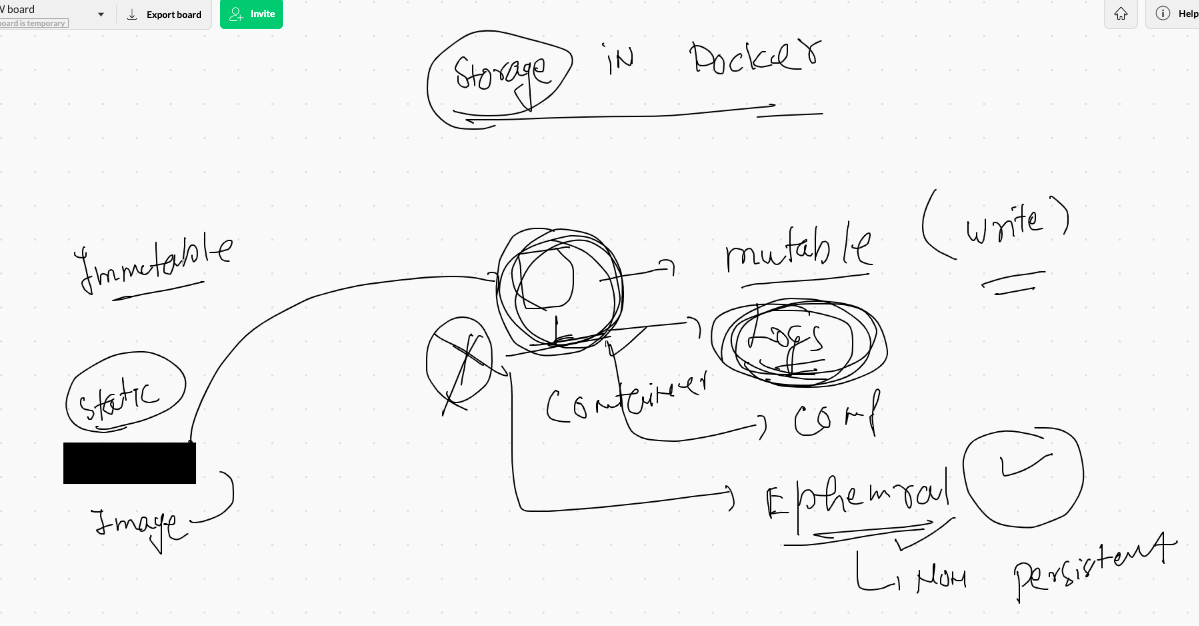 W board
board is temporary
Export board
Invite
Help
Storage in Docker
Immutable
mutable (write)
Logs
Static
Container
Conf
Ephemral
Image
Non persistent